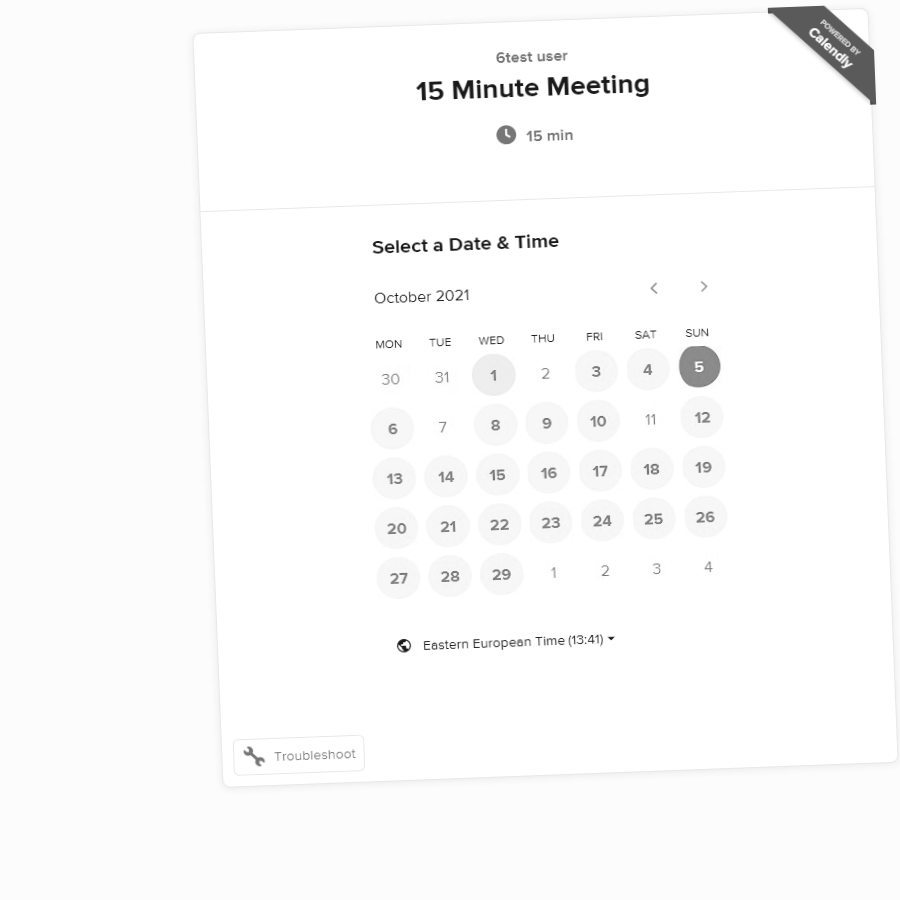 POWERED BY
Calendly
6test user
15 Minute Meeting
15 min
Select a Date & Time
October 2021
MON TUE WED THU FRI SAT SUN
30 31 1 2 3 4 5
6 7 8 9 10 11 12
13 14 15 16 17 18 19
20 21 22 23 24 25 26
27 28 29 1 2 3 4
Eastern European Time (13:41)
Troubleshoot